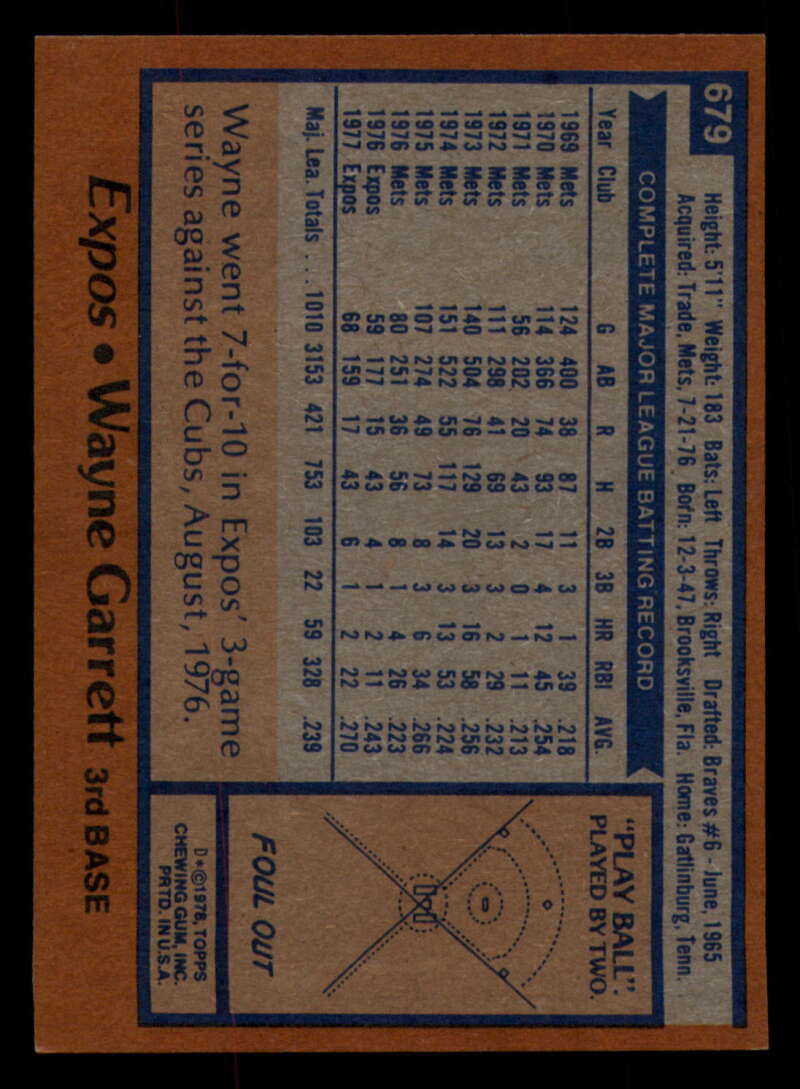 679
Height: 5'11" Weight: 183 Bats: Left Throws: Right Drafted: Braves #6 - June, 1965
Acquired: Trade, Mets, 7-21-76 Born: 12-3-47, Brooksville, Fla. Home: Gatlinburg, Tenn.
COMPLETE MAJOR LEAGUE BATTING RECORD
Year Club G AB R H 2B 3B HR RBI AVG.
1969 Mets 124 400 38 87 11 3 1 39 .218
1970 Mets 114 366 74 93 17 4 12 45 .254
1971 Mets 56 202 20 43 2 0 1 11 .213
1972 Mets 111 298 41 69 13 3 2 29 .232
1973 Mets 140 504 76 129 20 3 16 58 .256
1974 Mets 151 522 55 117 14 3 13 53 .224
1975 Mets 107 274 49 73 8 3 6 34 .266
1976 Mets 80 251 36 56 8 1 4 26 .223
1976 Expos 59 177 15 43 4 1 2 11 .243
1977 Expos 68 159 17 43 6 1 2 22 .270
Maj. Lea. Totals . . . 1010 3153 421 753 103 22 59 328 .239
Wayne went 7-for-10 in Expos' 3-game
series against the Cubs, August, 1976.
"PLAY BALL"
PLAYED BY TWO.
FOUL OUT
D*©1978, TOPPS
CHEWING GUM, INC.
PRTD. IN U.S.A.
Expos • Wayne Garrett 3rd BASE